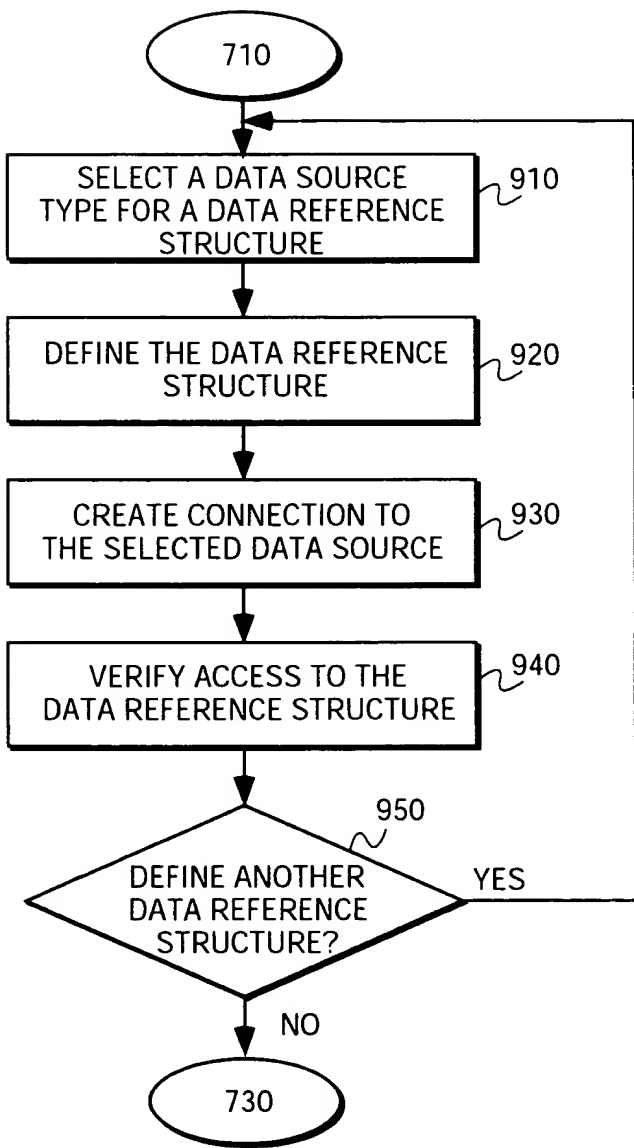 710
SELECT A DATA SOURCE
TYPE FOR A DATA REFERENCE
STRUCTURE
910
DEFINE THE DATA REFERENCE
STRUCTURE
920
CREATE CONNECTION TO
THE SELECTED DATA SOURCE
930
VERIFY ACCESS TO THE
DATA REFERENCE STRUCTURE
940
950
DEFINE ANOTHER
DATA REFERENCE
STRUCTURE?
YES
NO
730